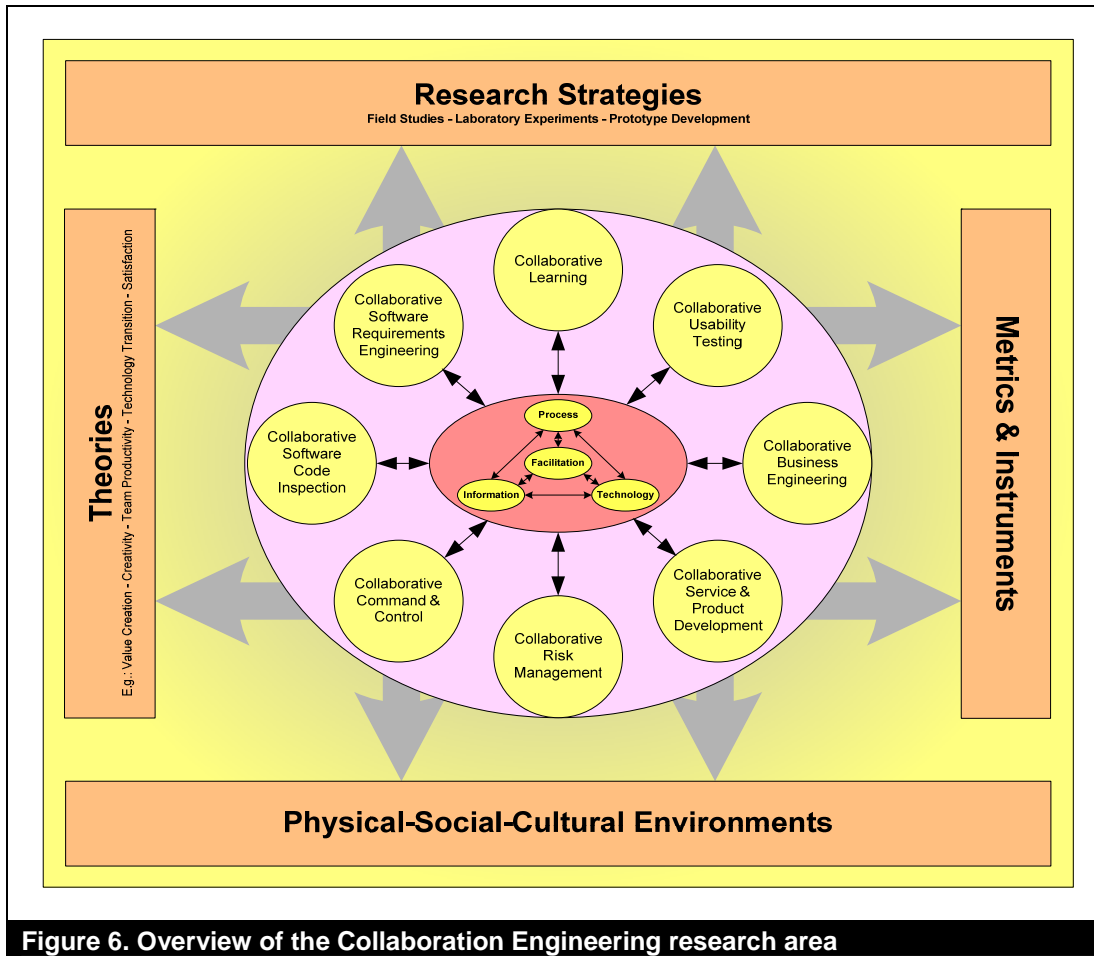 Research Strategies
Field Studies - Laboratory Experiments - Prototype Development
Theories
E.g.: Value Creation - Creativity - Team Productivity - Technology Transition - Satisfaction
Collaborative
Learning
Collaborative
Software
Requirements
Engineering
Collaborative
Usability
Testing
Collaborative
Software
Code
Inspection
Process
Facilitation
Information
Technology
Collaborative
Business
Engineering
Collaborative
Command &
Control
Collaborative
Risk
Management
Collaborative
Service &
Product
Development
Metrics & Instruments
Physical-Social-Cultural Environments
Figure 6. Overview of the Collaboration Engineering research area